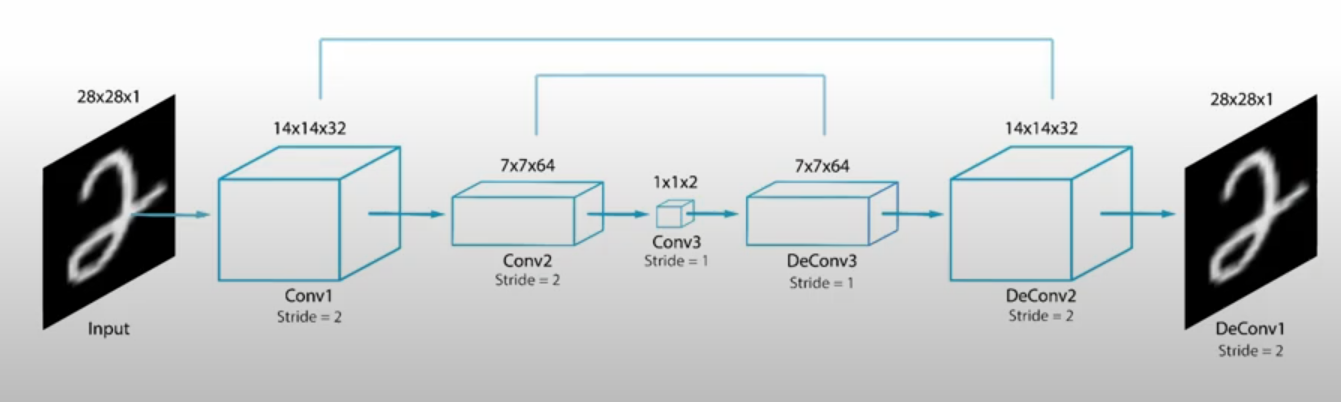 28x28x1
Input
14x14x32
Conv1
Stride = 2
7x7x64
Conv2
Stride = 2
1x1x2
Conv3
Stride = 1
7x7x64
DeConv3
Stride = 1
14x14x32
DeConv2
Stride = 2
28x28x1
DeConv1
Stride = 2